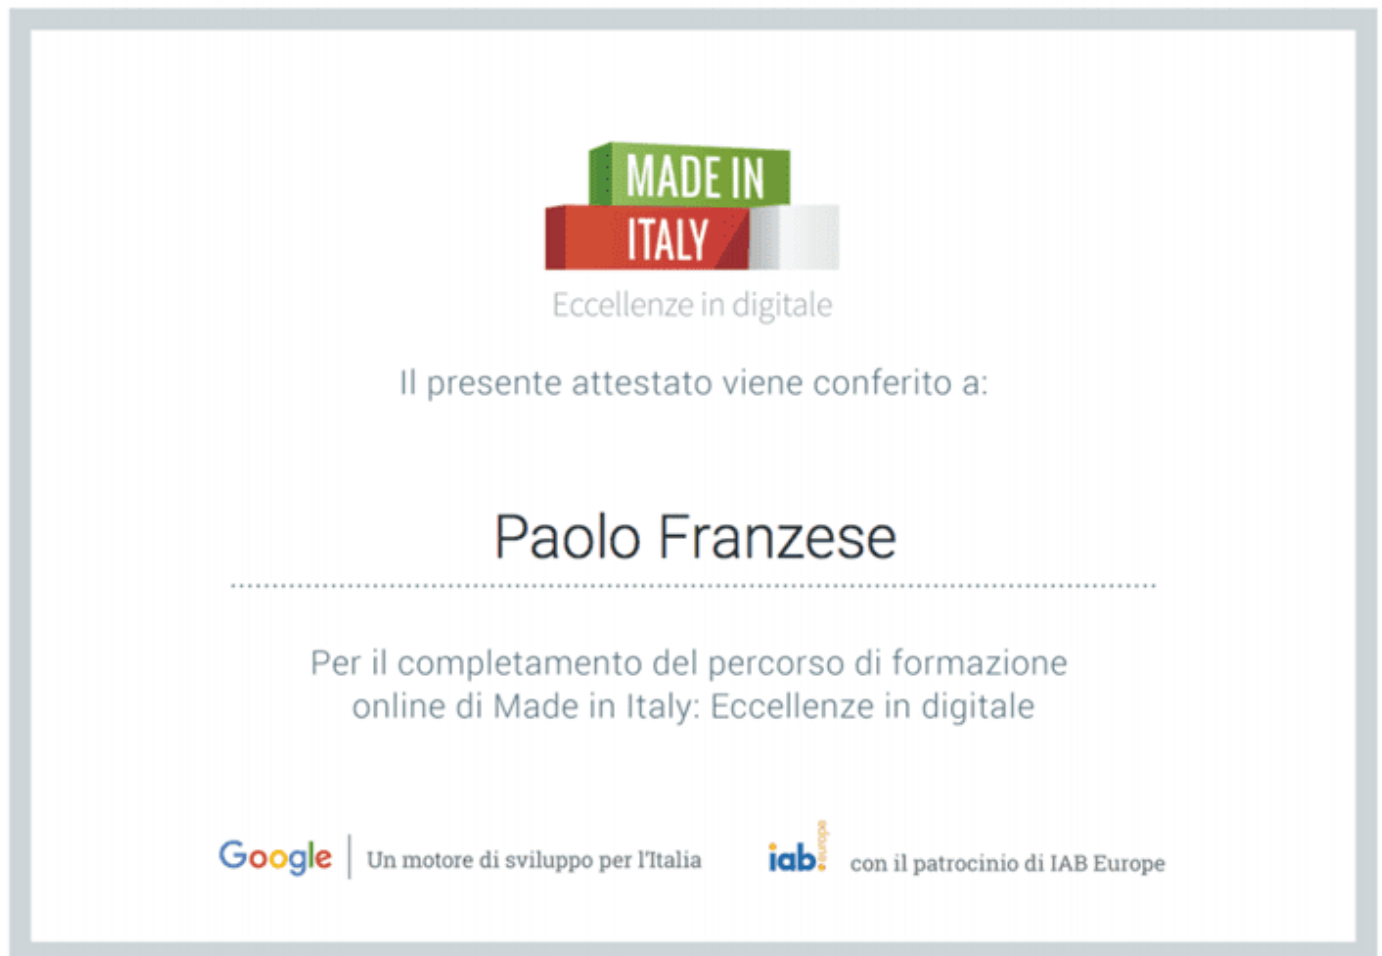 MADE IN
ITALY
Eccellenze in digitale
Il presente attestato viene conferito a:
Paolo Franzese
Per il completamento del percorso di formazione
online di Made in Italy: Eccellenze in digitale
Google | Un motore di sviluppo per l'Italia
iab europe con il patrocinio di IAB Europe